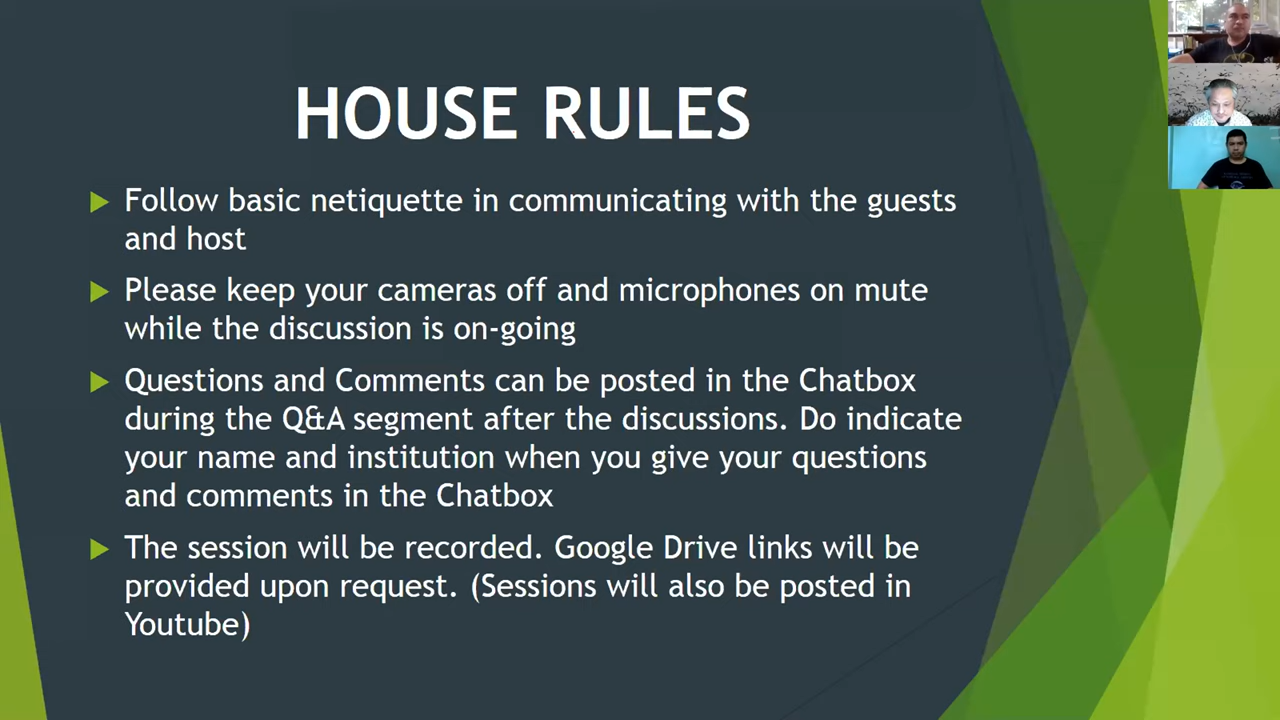 HOUSE RULES
Follow basic netiquette in communicating with the guests
and host
Please keep your cameras off and microphones on mute
while the discussion is on-going
Questions and Comments can be posted in the Chatbox
during the Q&A segment after the discussions. Do indicate
your name and institution when you give your questions
and comments in the Chatbox
The session will be recorded. Google Drive links will be
provided upon request. (Sessions will also be posted in
Youtube)